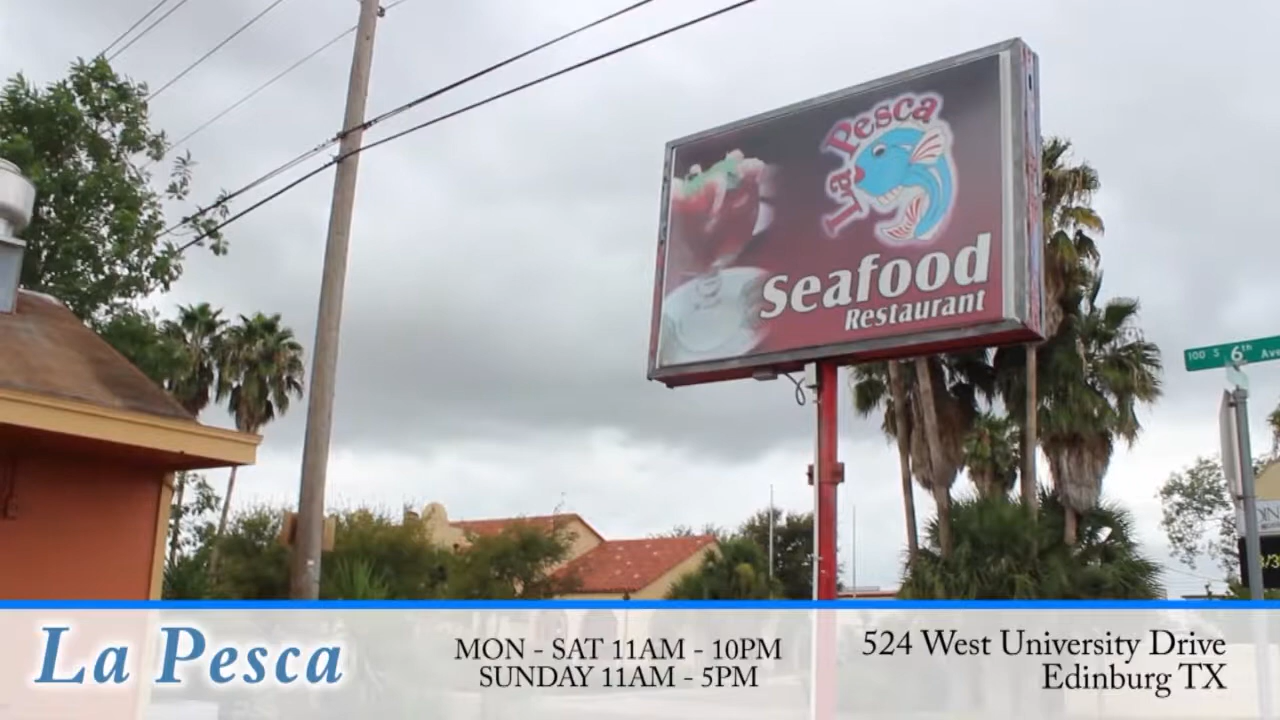 La Pesca
Seafood
Restaurant
100 S 6th Ave
La Pesca
MON - SAT 11AM - 10PM
SUNDAY 11AM - 5PM
524 West University Drive
Edinburg TX